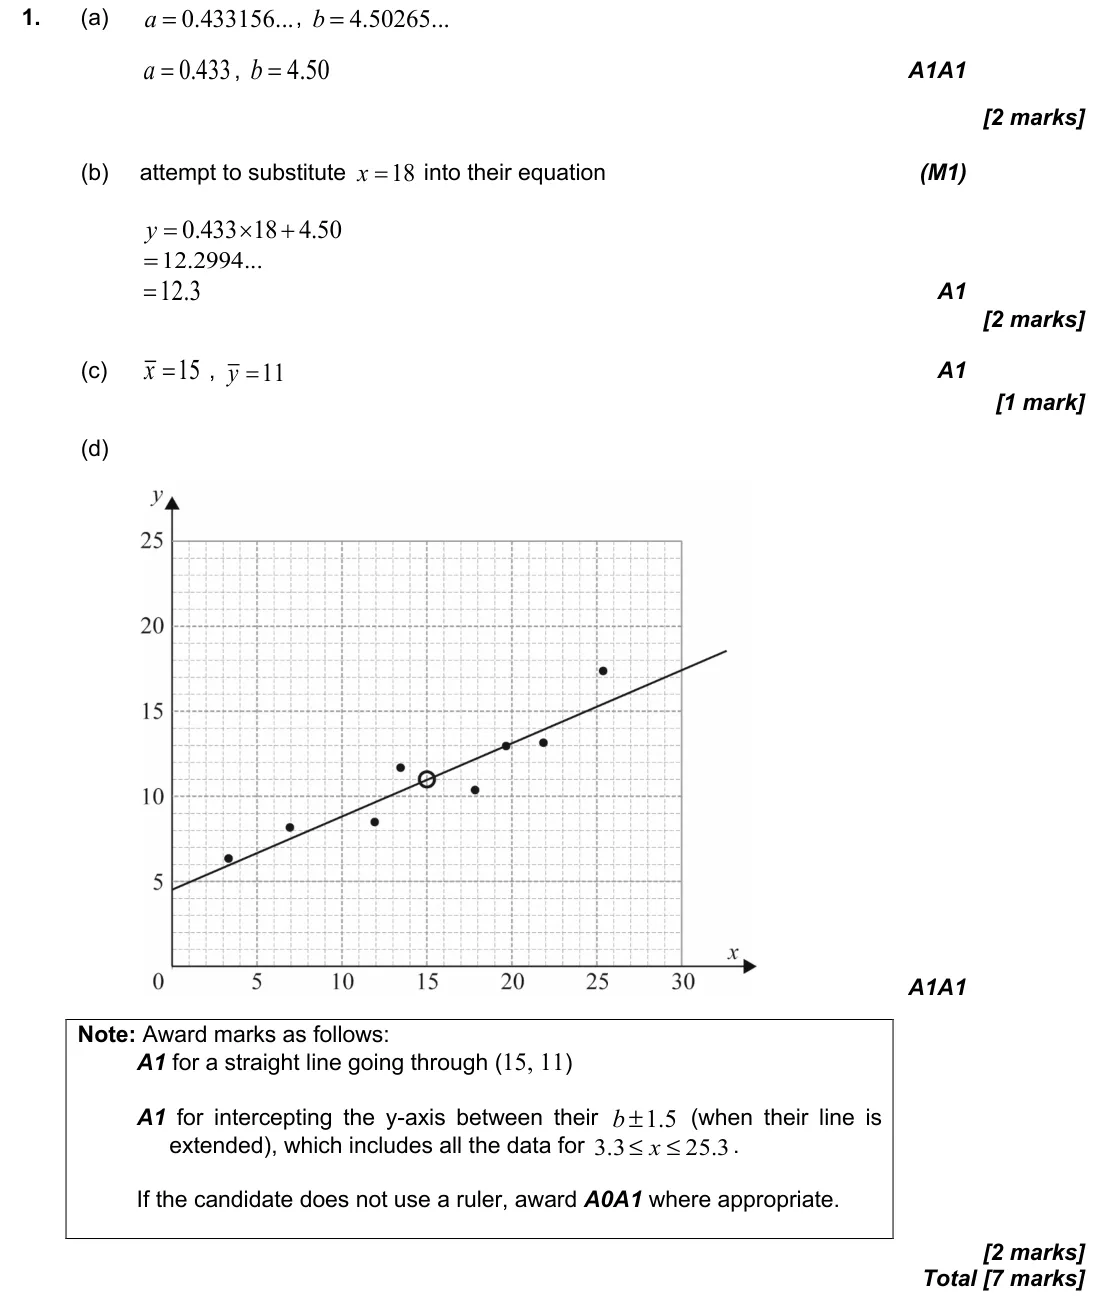 1. (a) a = 0.433156..., b = 4.50265...
a = 0.433, b = 4.50 A1A1
[2 marks]
(b) attempt to substitute x = 18 into their equation (M1)
y = 0.433×18 + 4.50
= 12.2994...
= 12.3 A1
[2 marks]
(c) x̄ = 15 , ȳ = 11 A1
[1 mark]
(d)
y
25
20
15
10
5
x
0 5 10 15 20 25 30
A1A1
Note: Award marks as follows:
A1 for a straight line going through (15, 11)
A1 for intercepting the y-axis between their b ± 1.5 (when their line is
extended), which includes all the data for 3.3 ≤ x ≤ 25.3 .
If the candidate does not use a ruler, award A0A1 where appropriate.
[2 marks]
Total [7 marks]